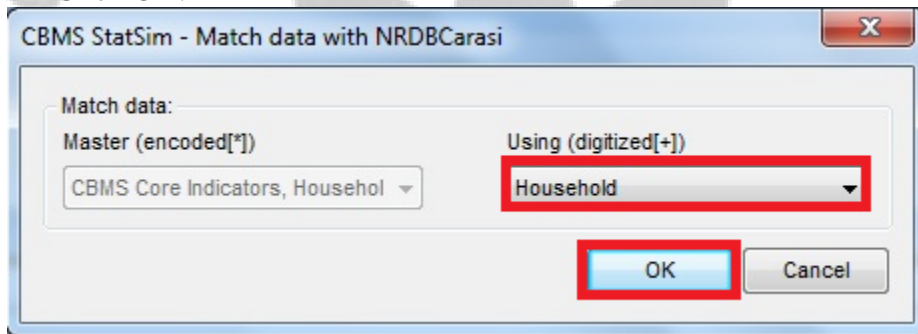 CBMS StatSim - Match data with NRDBCarasi
x
Match data:
Master (encoded[*])
Using (digitized[+])
CBMS Core Indicators, Househol
Household
OK
Cancel